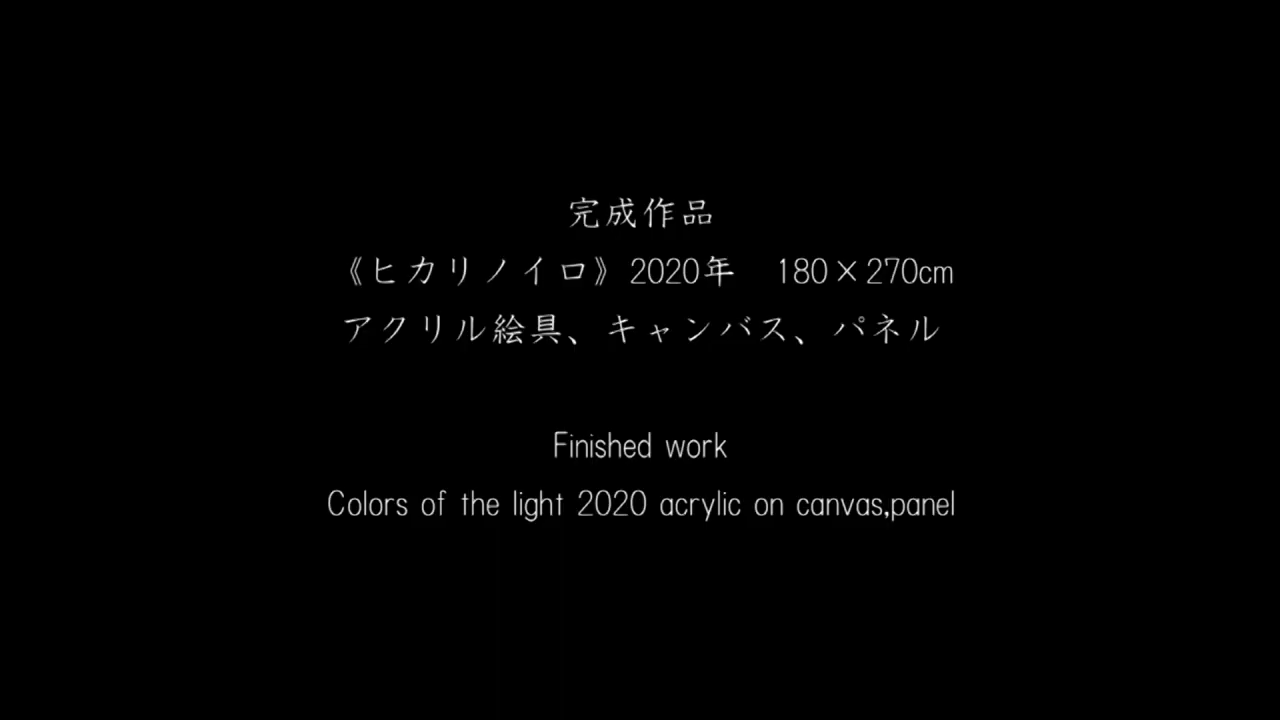 完成作品
《ヒカリノイロ》2020年　180×270cm
アクリル絵具、キャンバス、パネル
Finished work
Colors of the light 2020 acrylic on canvas,panel